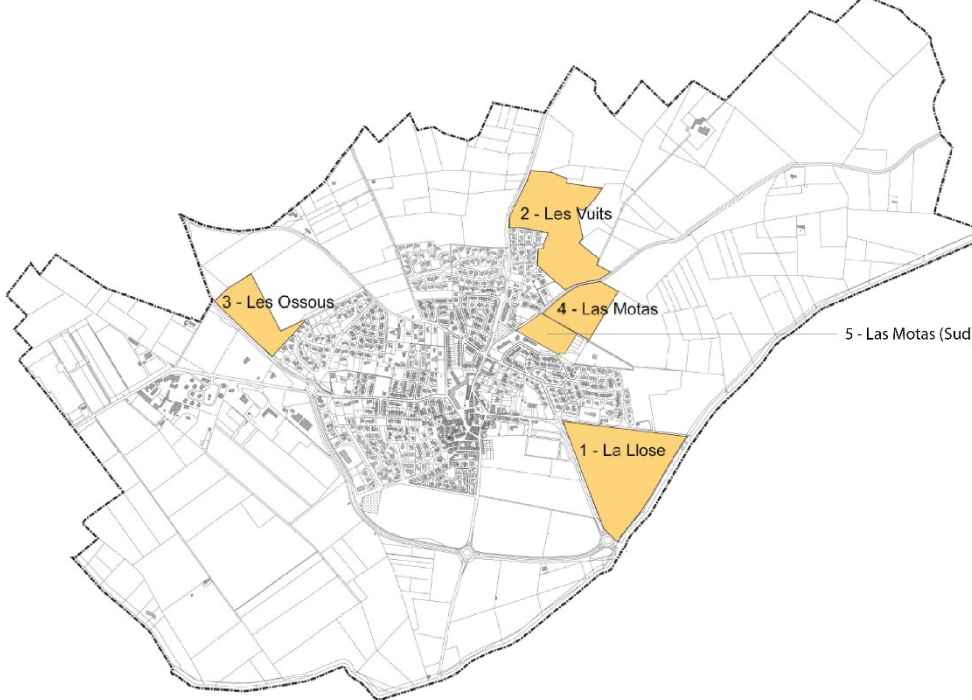 2 - Les Vuits
3 - Les Ossous
4 - Las Motas
5 - Las Motas (Sud
1 - La Llose